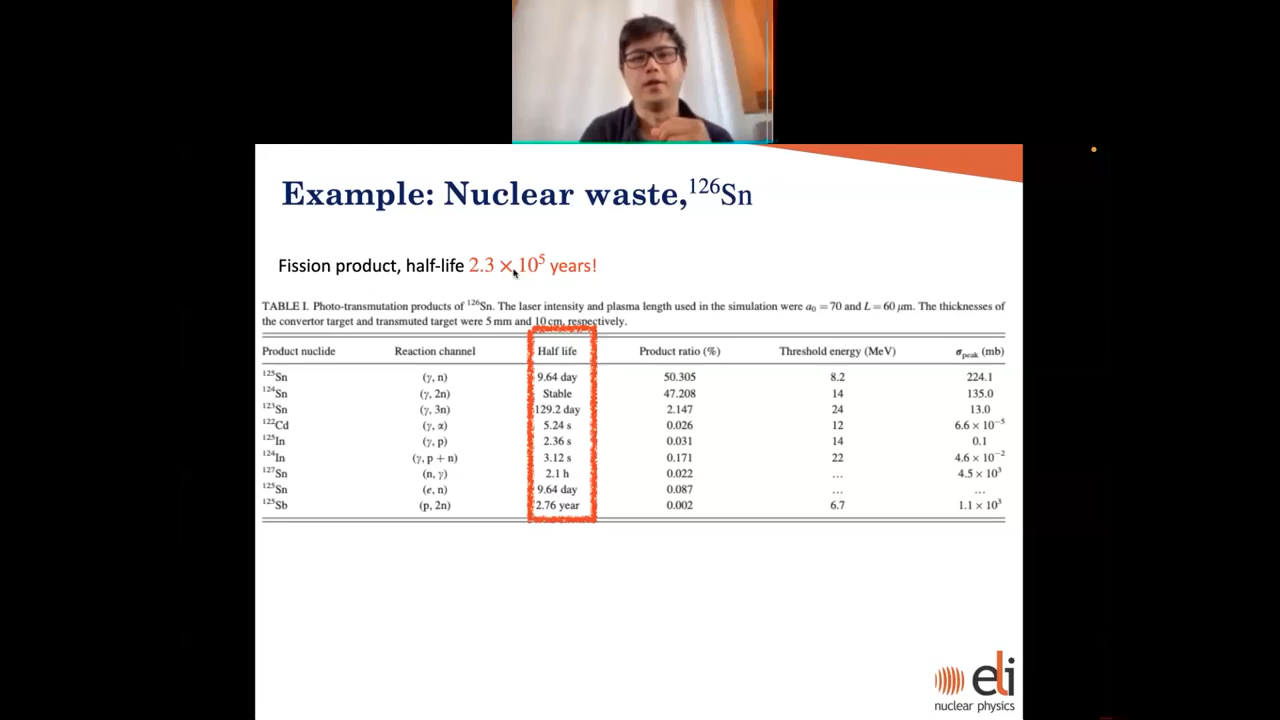 Example: Nuclear waste, ¹²⁶Sn
Fission product, half-life 2.3 × 10⁵ years!
TABLE I. Photo-transmutation products of ¹²⁶Sn. The laser intensity and plasma length used in the simulation were a₀ = 70 and L = 60 μm. The thicknesses of
the convertor target and transmuted target were 5 mm and 10 cm, respectively.
Product nuclide Reaction channel Half life Product ratio (%) Threshold energy (MeV) σpeak (mb)
¹²⁵Sn (γ, n) 9.64 day 50.305 8.2 224.1
¹²⁴Sn (γ, 2n) Stable 47.208 14 135.0
¹²³Sn (γ, 3n) 129.2 day 2.147 24 13.0
¹²²Cd (γ, α) 5.24 s 0.026 12 6.6 × 10⁻⁵
¹²⁵In (γ, p) 2.36 s 0.031 14 0.1
¹²⁴In (γ, p + n) 3.12 s 0.171 22 4.6 × 10⁻²
¹²⁷Sn (n, γ) 2.1 h 0.022 ... 4.5 × 10³
¹²⁵Sn (e, n) 9.64 day 0.087 ... ...
¹²⁵Sb (p, 2n) 2.76 year 0.002 6.7 1.1 × 10³
eli
nuclear physics